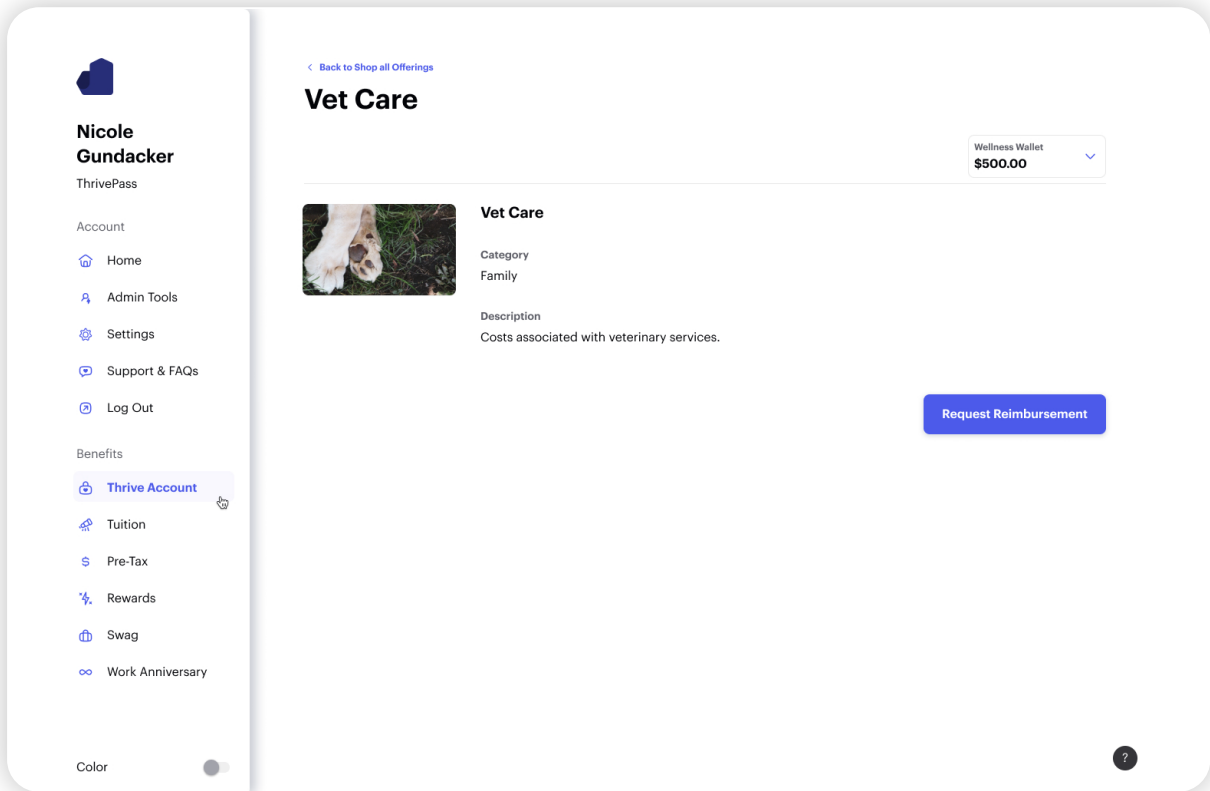 Nicole
Gundacker
ThrivePass
Account
Home
Admin Tools
Settings
Support & FAQs
Log Out
Benefits
Thrive Account
Tuition
Pre-Tax
Rewards
Swag
Work Anniversary
Color
Back to Shop all Offerings
Vet Care
Wellness Wallet
$500.00
Vet Care
Category
Family
Description
Costs associated with veterinary services.
Request Reimbursement
?